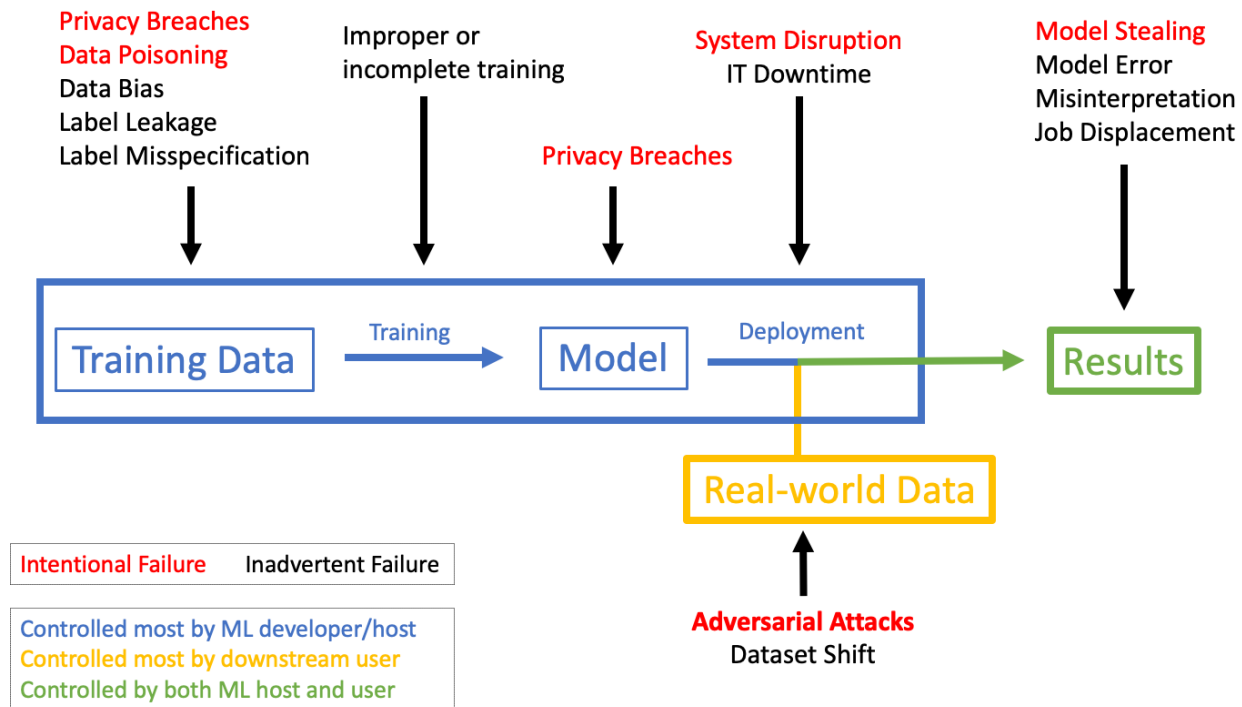 Privacy Breaches
Data Poisoning
Data Bias
Label Leakage
Label Misspecification
Improper or
incomplete training
Privacy Breaches
System Disruption
IT Downtime
Model Stealing
Model Error
Misinterpretation
Job Displacement
Training Data
Training
Model
Deployment
Results
Real-world Data
Adversarial Attacks
Dataset Shift
Intentional Failure Inadvertent Failure
Controlled most by ML developer/host
Controlled most by downstream user
Controlled by both ML host and user